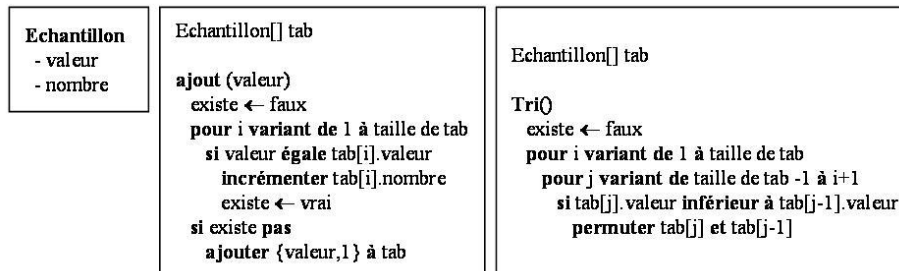 Echantillon
- valeur
- nombre
Echantillon[] tab
ajout (valeur)
existe ← faux
pour i variant de 1 à taille de tab
si valeur égale tab[i].valeur
incrémenter tab[i].nombre
existe ← vrai
si existe pas
ajouter {valeur,1} à tab
Echantillon[] tab
Tri()
existe ← faux
pour i variant de 1 à taille de tab
pour j variant de taille de tab -1 à i+1
si tab[j].valeur inférieur à tab[j-1].valeur
permuter tab[j] et tab[j-1]